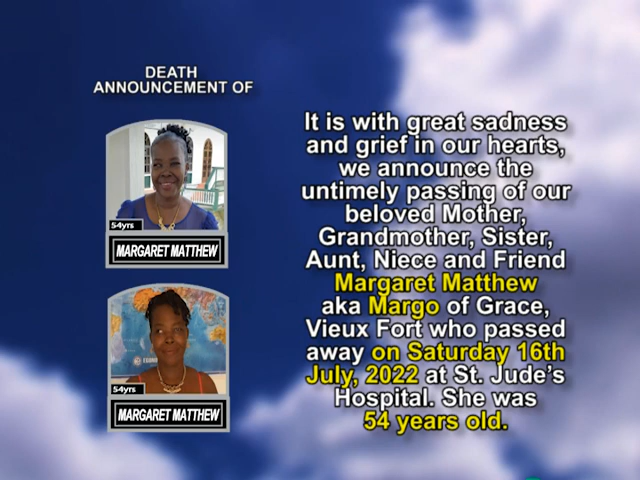 DEATH
ANNOUNCEMENT OF
54yrs
MARGARET MATTHEW
54yrs
MARGARET MATTHEW
It is with great sadness
and grief in our hearts,
we announce the
untimely passing of our
beloved Mother,
Grandmother, Sister,
Aunt, Niece and Friend
Margaret Matthew
aka Margo of Grace,
Vieux Fort who passed
away on Saturday 16th
July, 2022 at St. Jude's
Hospital. She was
54 years old.